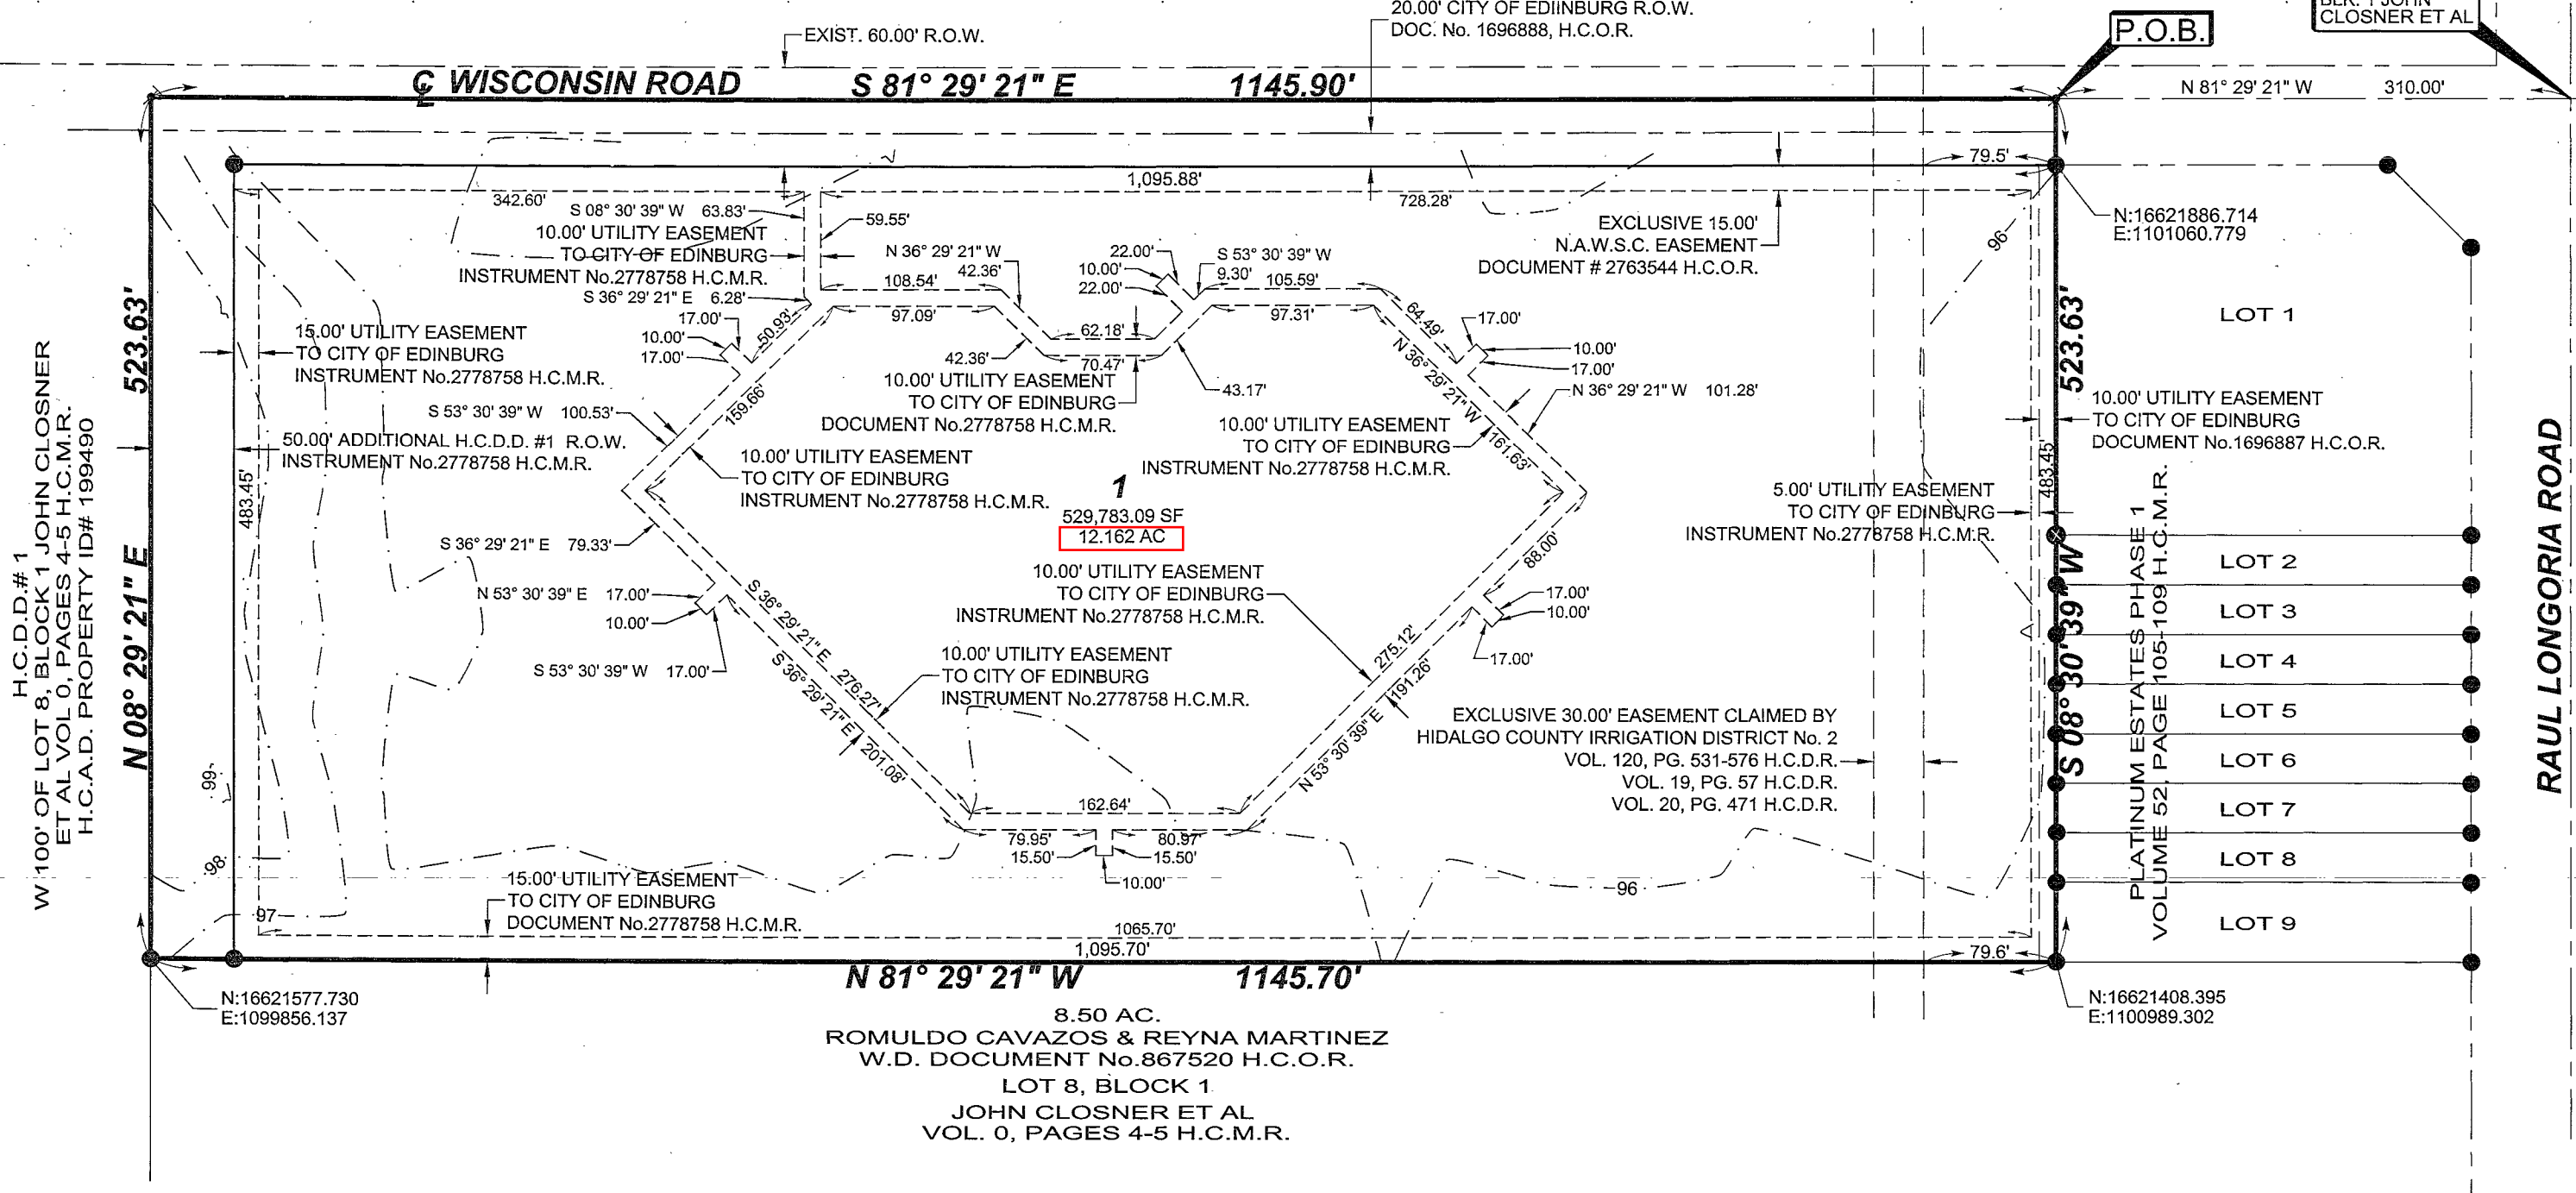 20.00' CITY OF EDIINBURG R.O.W.
DOC. No. 1696888, H.C.O.R.
EXIST. 60.00' R.O.W.
P.O.B.
CLOSNER ET AL
℄ WISCONSIN ROAD S 81° 29' 21" E 1145.90'
N 81° 29' 21" W 310.00'
79.5'
1,095.88'
342.60'
728.28'
S 08° 30' 39" W 63.83'
59.55'
10.00' UTILITY EASEMENT
TO CITY OF EDINBURG
INSTRUMENT No.2778758 H.C.M.R.
S 36° 29' 21" E 6.28'
N 36° 29' 21" W
42.36'
108.54'
97.09'
22.00'
10.00'
22.00'
S 53° 30' 39" W
9.30'
105.59'
97.31'
EXCLUSIVE 15.00'
N.A.W.S.C. EASEMENT
DOCUMENT # 2763544 H.C.O.R.
96
N:16621886.714
E:1101060.779
LOT 1
523.63'
N 08° 29' 21" E
15.00' UTILITY EASEMENT
TO CITY OF EDINBURG
INSTRUMENT No.2778758 H.C.M.R.
17.00'
10.00'
17.00'
50.93'
62.18'
42.36'
70.47'
43.17'
10.00' UTILITY EASEMENT
TO CITY OF EDINBURG
DOCUMENT No.2778758 H.C.M.R.
64.49'
17.00'
10.00'
17.00'
N 36° 29' 21" W 161.63'
N 36° 29' 21" W 101.28'
10.00' UTILITY EASEMENT
TO CITY OF EDINBURG
INSTRUMENT No.2778758 H.C.M.R.
523.63'
S 08° 30' 39" W
10.00' UTILITY EASEMENT
TO CITY OF EDINBURG
DOCUMENT No.1696887 H.C.O.R.
H.C.D.D.# 1
W 100' OF LOT 8, BLOCK 1 JOHN CLOSNER
ET AL VOL 0, PAGES 4-5 H.C.M.R.
H.C.A.D. PROPERTY ID# 199490
S 53° 30' 39" W 100.53'
159.66'
50.00' ADDITIONAL H.C.D.D. #1 R.O.W.
INSTRUMENT No.2778758 H.C.M.R.
483.45'
10.00' UTILITY EASEMENT
TO CITY OF EDINBURG
INSTRUMENT No.2778758 H.C.M.R.
1
529,783.09 SF
12.162 AC
5.00' UTILITY EASEMENT
TO CITY OF EDINBURG
INSTRUMENT No.2778758 H.C.M.R.
483.45'
S 36° 29' 21" E 79.33'
N 53° 30' 39" E 17.00'
10.00'
S 53° 30' 39" W 17.00'
88.00'
17.00'
10.00'
17.00'
10.00' UTILITY EASEMENT
TO CITY OF EDINBURG
INSTRUMENT No.2778758 H.C.M.R.
S 36° 29' 21" E 276.27'
S 36° 29' 21" E 201.08'
10.00' UTILITY EASEMENT
TO CITY OF EDINBURG
INSTRUMENT No.2778758 H.C.M.R.
275.12'
N 53° 30' 39" E 191.26'
EXCLUSIVE 30.00' EASEMENT CLAIMED BY
HIDALGO COUNTY IRRIGATION DISTRICT No. 2
VOL. 120, PG. 531-576 H.C.D.R.
VOL. 19, PG. 57 H.C.D.R.
VOL. 20, PG. 471 H.C.D.R.
PLATINUM ESTATES PHASE 1
VOLUME 52, PAGE 105-109 H.C.M.R.
LOT 2
LOT 3
LOT 4
LOT 5
LOT 6
LOT 7
LOT 8
LOT 9
RAUL LONGORIA ROAD
162.64'
79.95'
80.97'
15.50'
15.50'
10.00'
99
98
97
96
15.00' UTILITY EASEMENT
TO CITY OF EDINBURG
DOCUMENT No.2778758 H.C.M.R.
1065.70'
1,095.70'
79.6'
N 81° 29' 21" W 1145.70'
N:16621577.730
E:1099856.137
N:16621408.395
E:1100989.302
8.50 AC.
ROMULDO CAVAZOS & REYNA MARTINEZ
W.D. DOCUMENT No.867520 H.C.O.R.
LOT 8, BLOCK 1
JOHN CLOSNER ET AL
VOL. 0, PAGES 4-5 H.C.M.R.